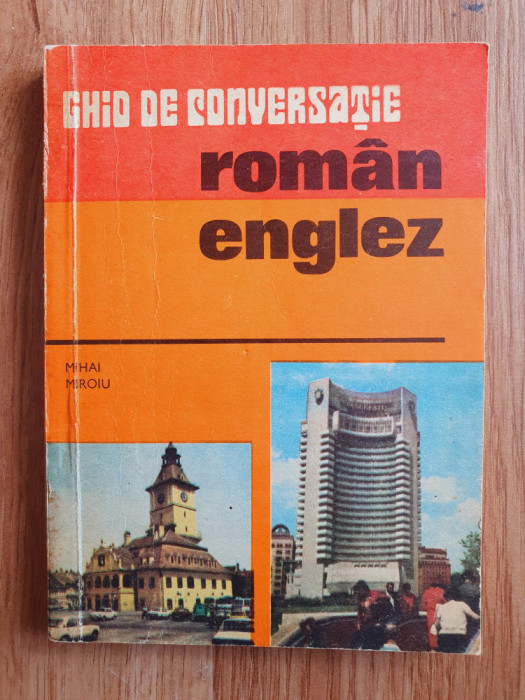 GHID DE CONVERSAŢIE
român
englez
MIHAI
MIROIU